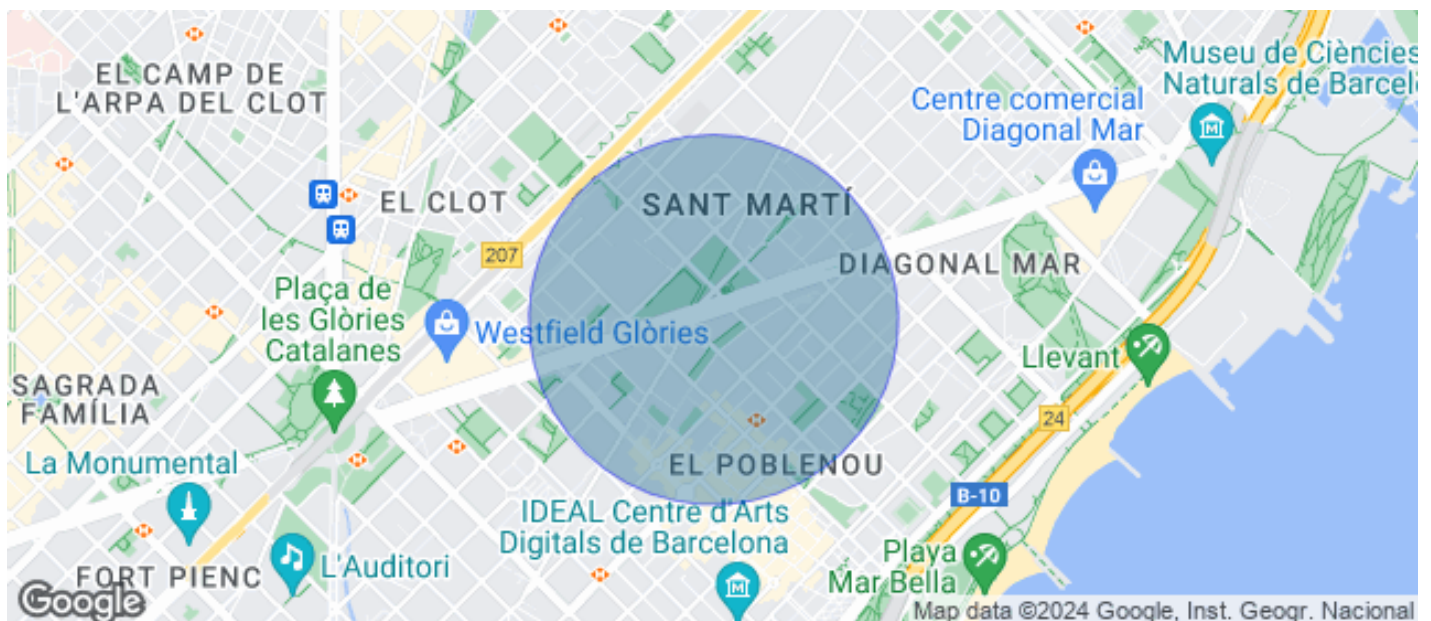 EL CAMP DE
L'ARPA DEL CLOT
Museu de Ciències
Naturals de Barcel
Centre comercial
Diagonal Mar
EL CLOT
SANT MARTÍ
207
DIAGONAL MAR
Plaça de
les Glòries
Catalanes
Westfield Glòries
Llevant
SAGRADA
FAMÍLIA
24
La Monumental
EL POBLENOU
B-10
IDEAL Centre d'Arts
Digitals de Barcelona
Playa
Mar Bella
L'Auditori
FORT PIENC
Google
Map data ©2024 Google, Inst. Geogr. Nacional